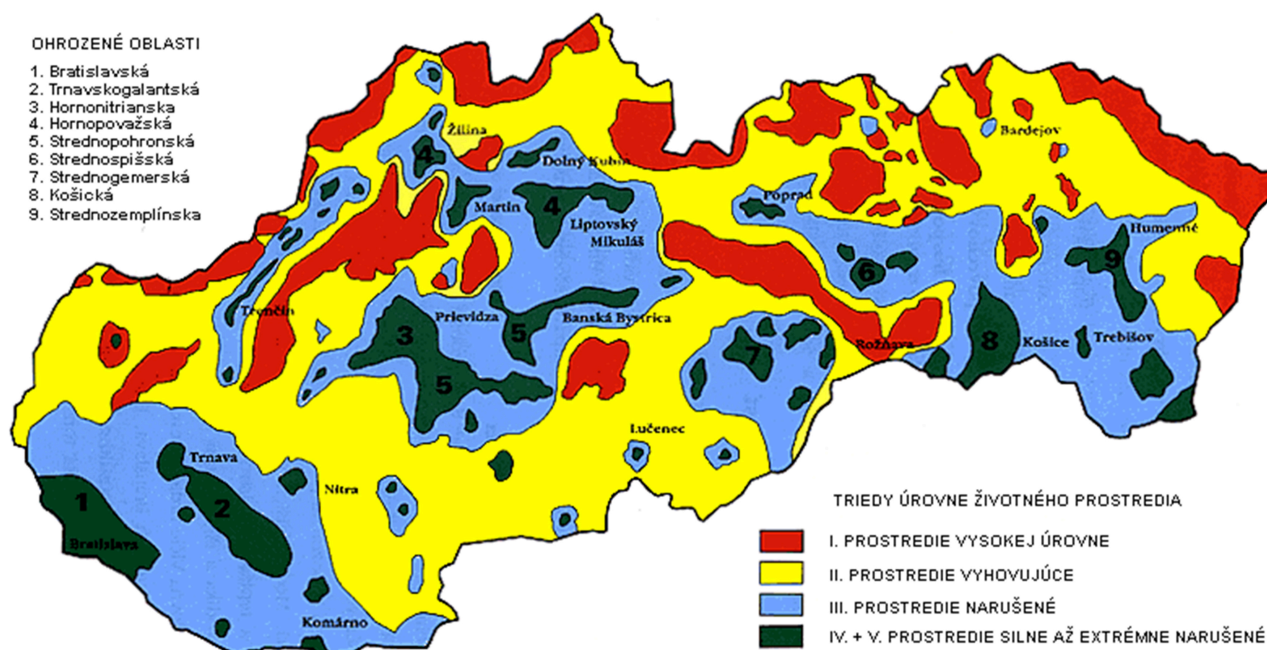 OHROZENÉ OBLASTI
1. Bratislavská
2. Trnavskogalantská
3. Hornonitrianska
4. Hornopovažská
5. Strednopohronská
6. Strednospišská
7. Strednogemerská
8. Košická
9. Strednozemplínska
Žilina
4
Dolný Kubín
Bardejov
Poprad
Martin
4
Liptovský
Mikuláš
Humenné
6
9
Trenčín
3
Prievidza
5
Banská Bystrica
7
Rožňava
8
Košice
Trebišov
5
Lučenec
Trnava
Nitra
1
2
Bratislava
Komárno
TRIEDY ÚROVNE ŽIVOTNÉHO PROSTREDIA
I. PROSTREDIE VYSOKEJ ÚROVNE
II. PROSTREDIE VYHOVUJÚCE
III. PROSTREDIE NARUŠENÉ
IV. + V. PROSTREDIE SILNE AŽ EXTRÉMNE NARUŠENÉ